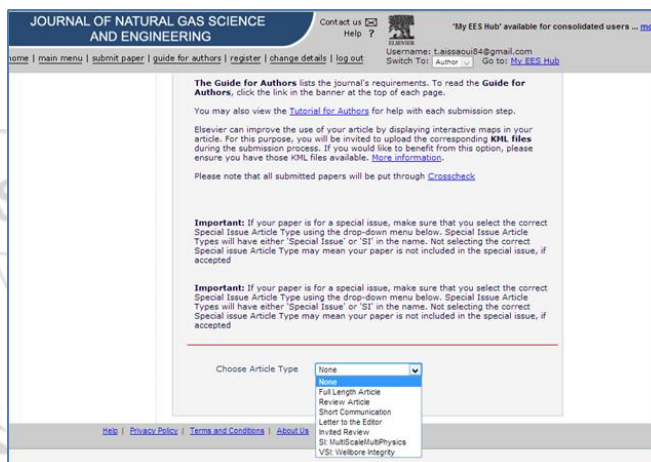 JOURNAL OF NATURAL GAS SCIENCE
AND ENGINEERING
Contact us
Help ?
ELSEVIER
'My EES Hub' available for consolidated users ...
Username: t.aissaoui84@gmail.com
Switch To: Author Go to: My EES Hub
home | main menu | submit paper | guide for authors | register | change details | log out
The Guide for Authors lists the journal's requirements. To read the Guide for
Authors, click the link in the banner at the top of each page.
You may also view the Tutorial for Authors for help with each submission step.
Elsevier can improve the use of your article by displaying interactive maps in your
article. For this purpose, you will be invited to upload the corresponding KML files
during the submission process. If you would like to benefit from this option, please
ensure you have those KML files available. More information.
Please note that all submitted papers will be put through Crosscheck
Important: If your paper is for a special issue, make sure that you select the correct
Special Issue Article Type using the drop-down menu below. Special Issue Article
Types will have either 'Special Issue' or 'SI' in the name. Not selecting the correct
Special issue Article Type may mean your paper is not included in the special issue, if
accepted
Important: If your paper is for a special issue, make sure that you select the correct
Special Issue Article Type using the drop-down menu below. Special Issue Article
Types will have either 'Special Issue' or 'SI' in the name. Not selecting the correct
Special issue Article Type may mean your paper is not included in the special issue, if
accepted
Choose Article Type None
None
Full Length Article
Review Article
Short Communication
Letter to the Editor
Invited Review
SI: MultiScaleMultiPhysics
VSI: Wellbore Integrity
Help | Privacy Policy | Terms and Conditions | About Us